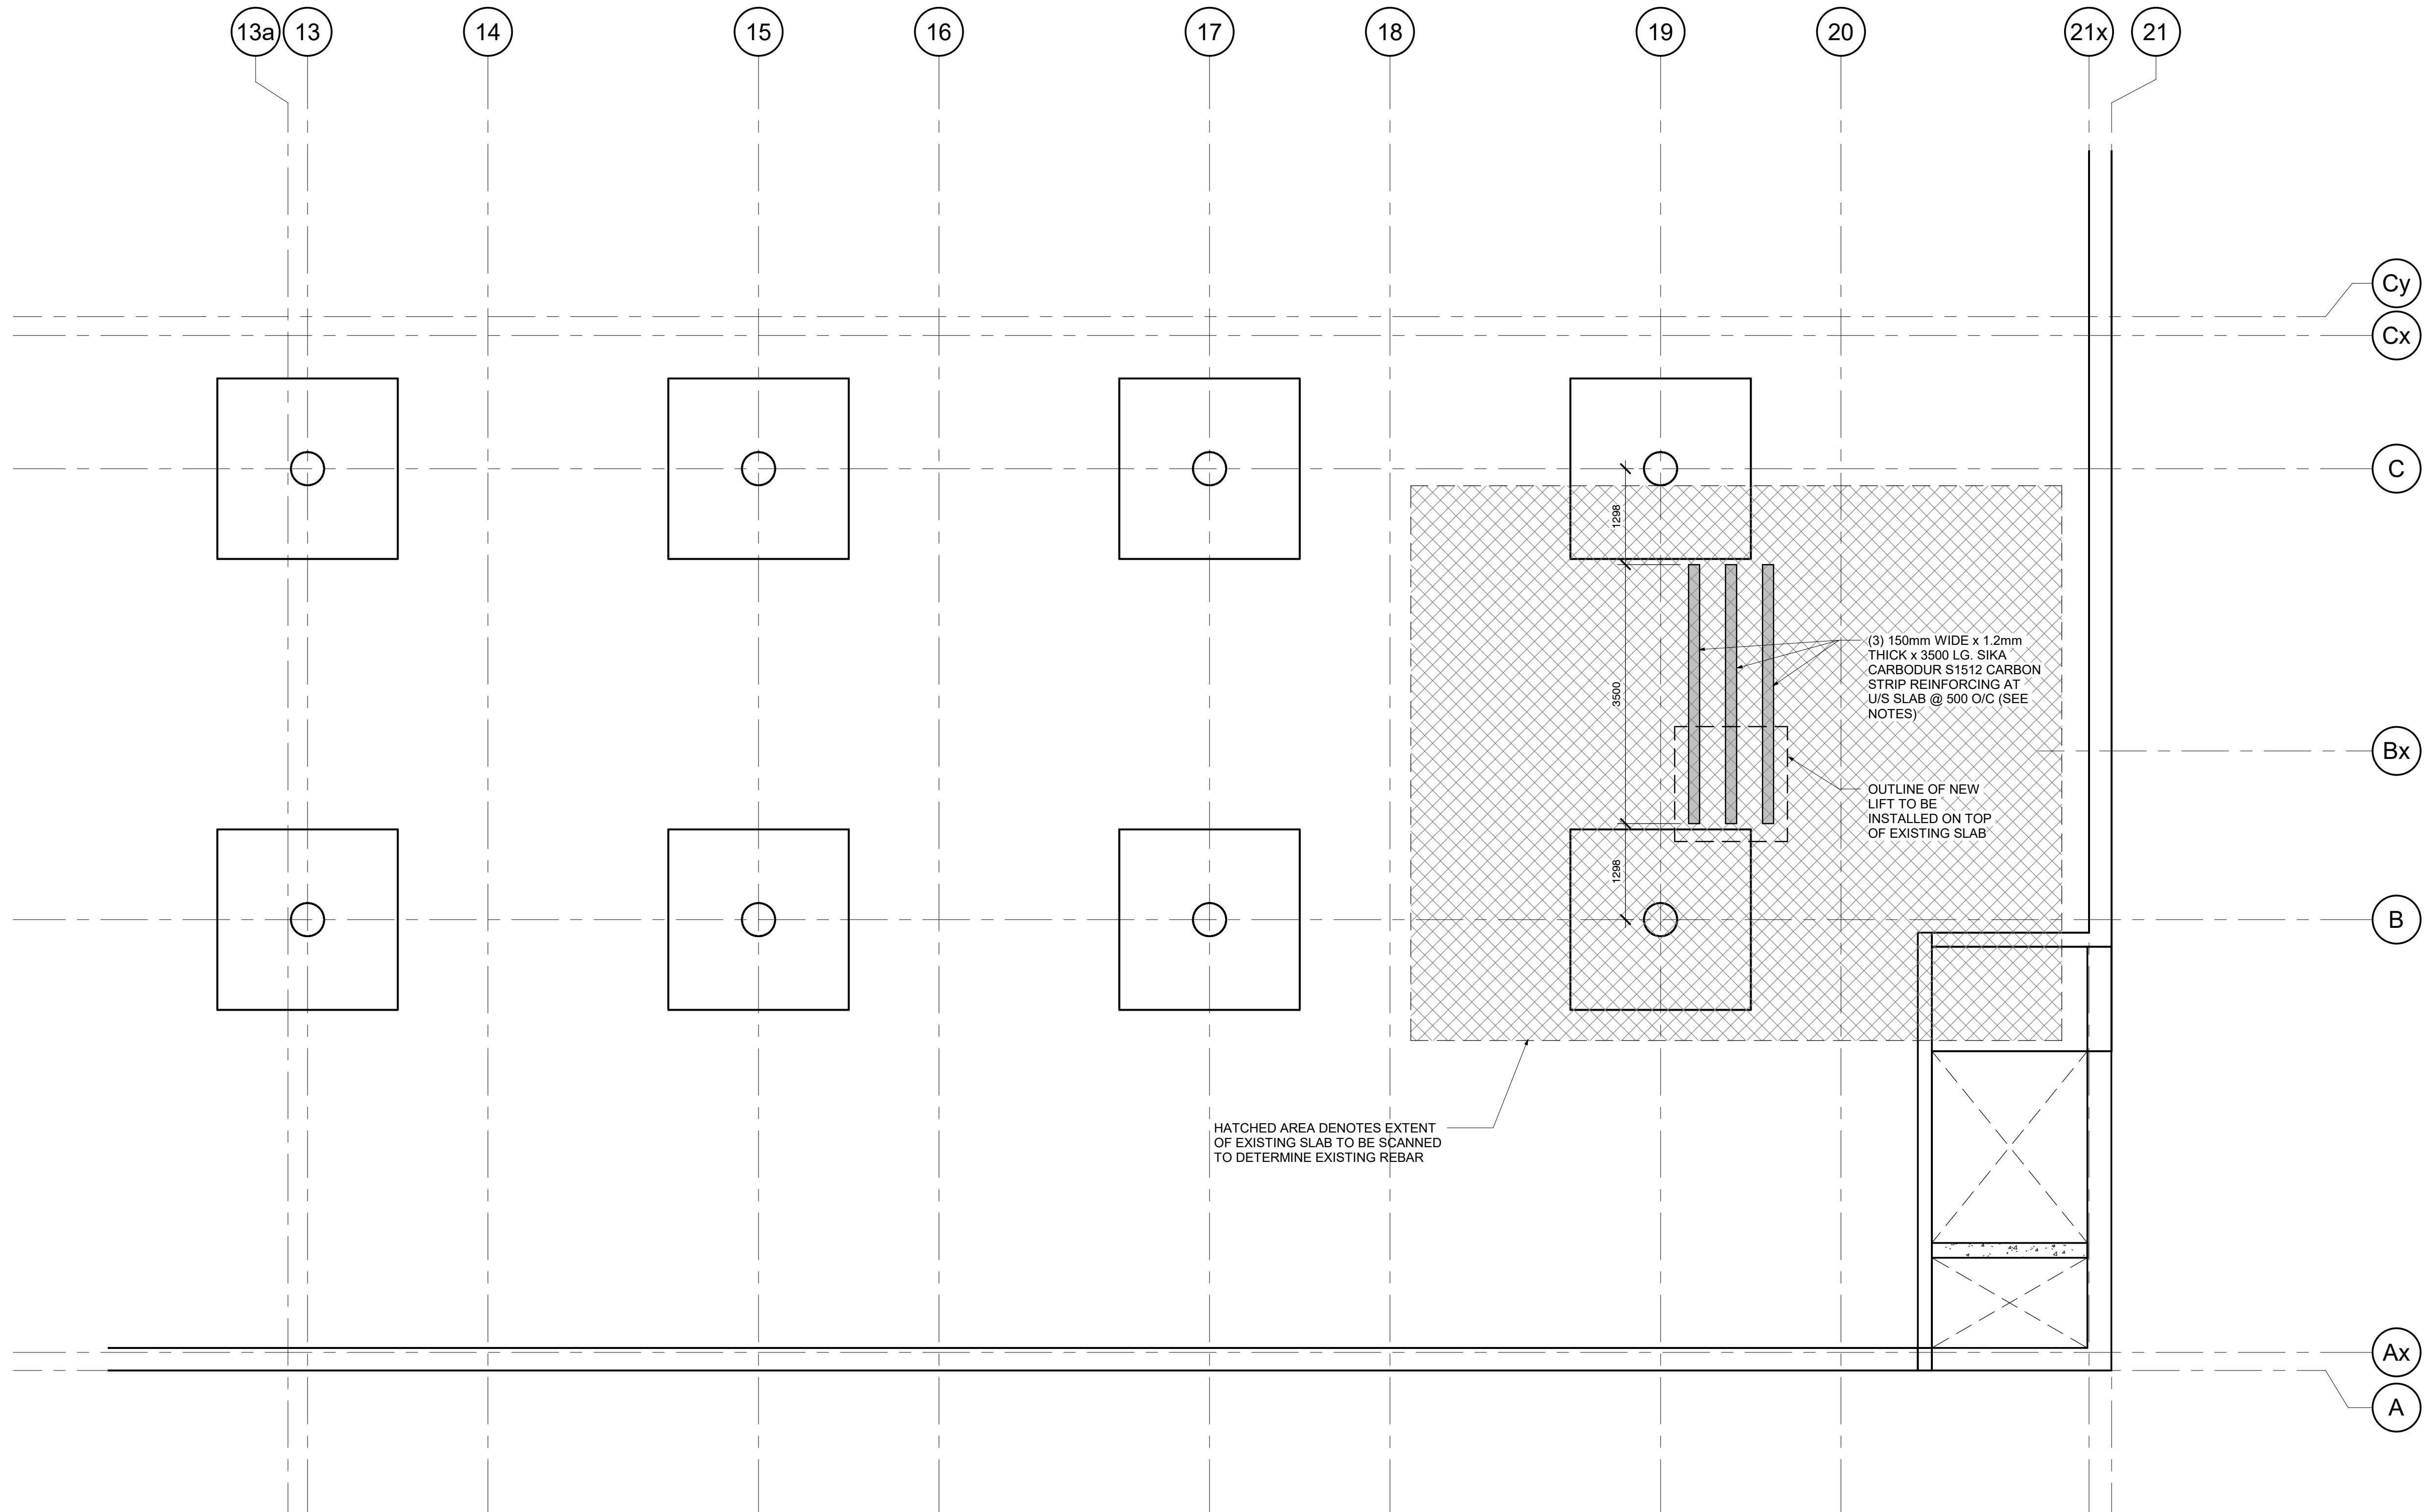 13a
13
14
15
16
17
18
19
20
21x
21
Cy
Cx
C
1298
(3) 150mm WIDE x 1.2mm
THICK x 3500 LG. SIKA
CARBODUR S1512 CARBON
STRIP REINFORCING AT
U/S SLAB @ 500 O/C (SEE
NOTES)
3500
Bx
OUTLINE OF NEW
LIFT TO BE
INSTALLED ON TOP
OF EXISTING SLAB
1298
B
HATCHED AREA DENOTES EXTENT
OF EXISTING SLAB TO BE SCANNED
TO DETERMINE EXISTING REBAR
Ax
A